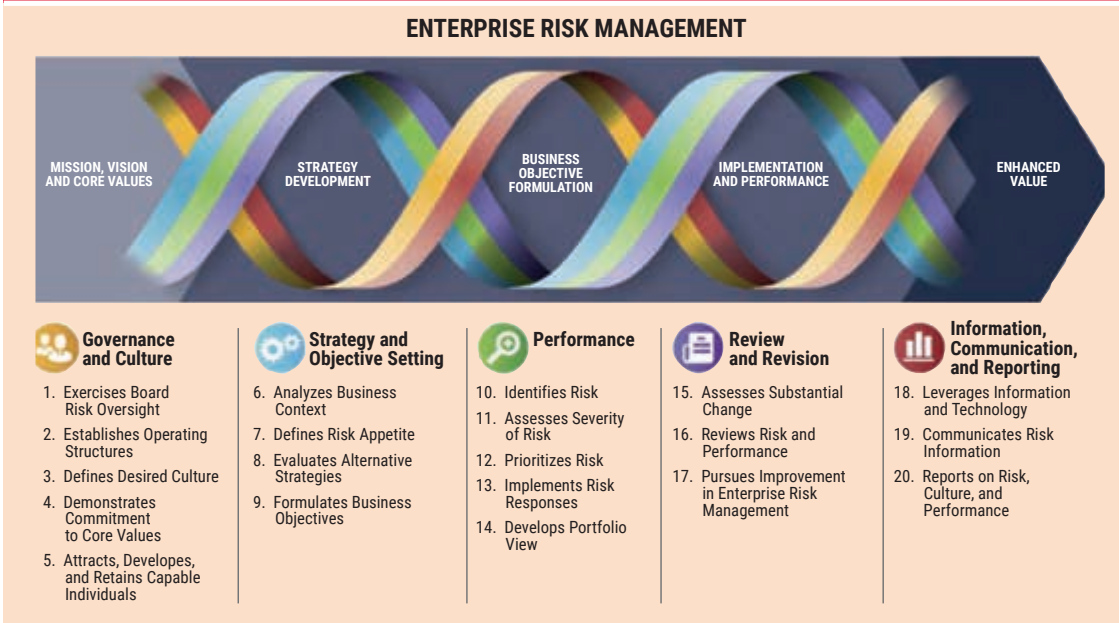 ENTERPRISE RISK MANAGEMENT
MISSION, VISION
AND CORE VALUES
STRATEGY
DEVELOPMENT
BUSINESS
OBJECTIVE
FORMULATION
IMPLEMENTATION
AND PERFORMANCE
ENHANCED
VALUE
Governance
and Culture
1. Exercises Board
Risk Oversight
2. Establishes Operating
Structures
3. Defines Desired Culture
4. Demonstrates
Commitment
to Core Values
5. Attracts, Developes,
and Retains Capable
Individuals
Strategy and
Objective Setting
6. Analyzes Business
Context
7. Defines Risk Appetite
8. Evaluates Alternative
Strategies
9. Formulates Business
Objectives
Performance
10. Identifies Risk
11. Assesses Severity
of Risk
12. Prioritizes Risk
13. Implements Risk
Responses
14. Develops Portfolio
View
Review
and Revision
15. Assesses Substantial
Change
16. Reviews Risk and
Performance
17. Pursues Improvement
in Enterprise Risk
Management
Information,
Communication,
and Reporting
18. Leverages Information
and Technology
19. Communicates Risk
Information
20. Reports on Risk,
Culture, and
Performance